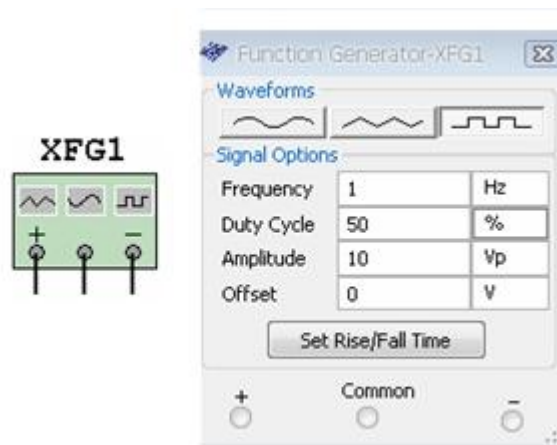 XFG1
+ −
Function Generator-XFG1
Waveforms
Signal Options
Frequency 1 Hz
Duty Cycle 50 %
Amplitude 10 Vp
Offset 0 V
Set Rise/Fall Time
+ Common −